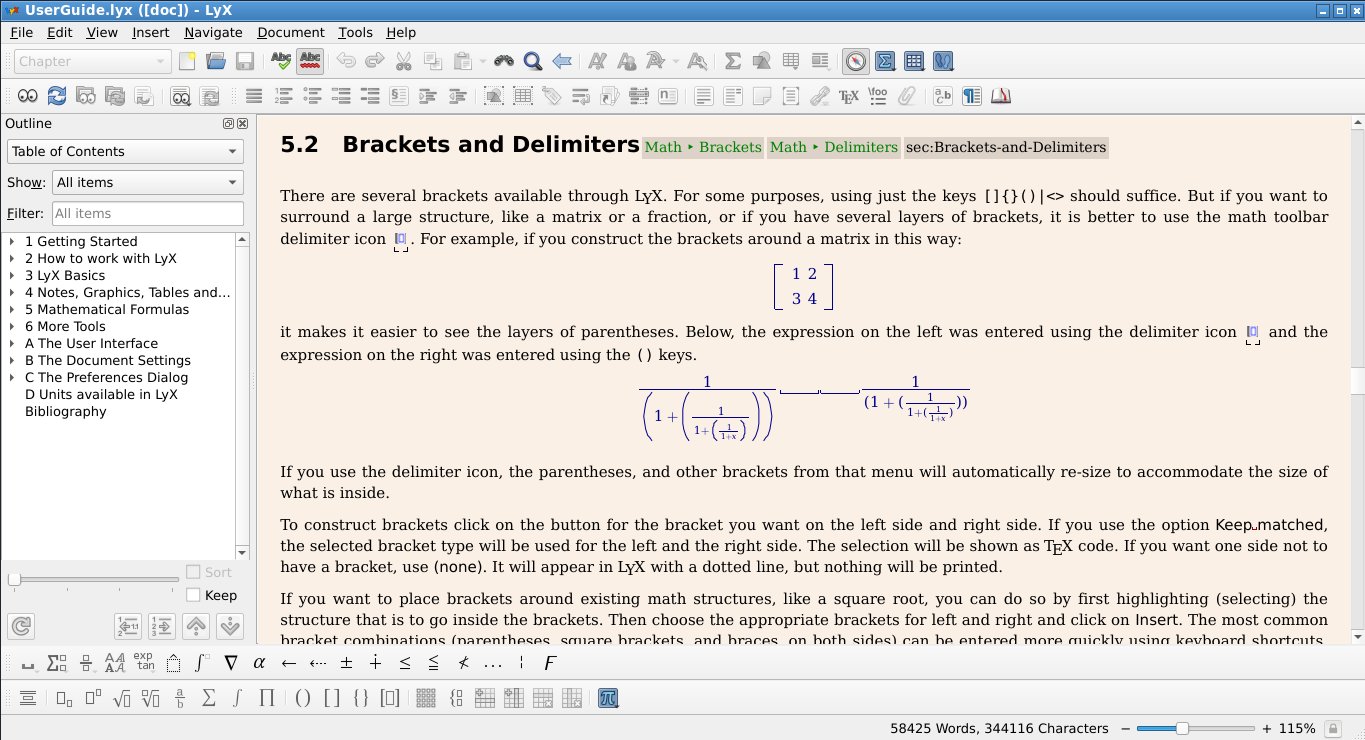 UserGuide.lyx ([doc]) - LyX
File Edit View Insert Navigate Document Tools Help
Chapter
Outline
Table of Contents
Show: All items
Filter: All items
1 Getting Started
2 How to work with LyX
3 LyX Basics
4 Notes, Graphics, Tables and...
5 Mathematical Formulas
6 More Tools
A The User Interface
B The Document Settings
C The Preferences Dialog
D Units available in LyX
Bibliography
Sort
Keep
5.2 Brackets and Delimiters Math ‣ Brackets Math ‣ Delimiters sec:Brackets-and-Delimiters
There are several brackets available through LyX. For some purposes, using just the keys []{}()|<> should suffice. But if you want to
surround a large structure, like a matrix or a fraction, or if you have several layers of brackets, it is better to use the math toolbar
delimiter icon [▯]. For example, if you construct the brackets around a matrix in this way:
[ 1 2
3 4 ]
it makes it easier to see the layers of parentheses. Below, the expression on the left was entered using the delimiter icon [▯] and the
expression on the right was entered using the () keys.
1/(1+(1/(1+(1/(1+x))))) 1/(1+(1/(1+(1/(1+x)))))
If you use the delimiter icon, the parentheses, and other brackets from that menu will automatically re-size to accommodate the size of
what is inside.
To construct brackets click on the button for the bracket you want on the left side and right side. If you use the option Keep matched,
the selected bracket type will be used for the left and the right side. The selection will be shown as TEX code. If you want one side not to
have a bracket, use (none). It will appear in LyX with a dotted line, but nothing will be printed.
If you want to place brackets around existing math structures, like a square root, you can do so by first highlighting (selecting) the
structure that is to go inside the brackets. Then choose the appropriate brackets for left and right and click on Insert. The most common
bracket combinations (parentheses, square brackets, and braces, on both sides) can be entered more quickly using keyboard shortcuts.
58425 Words, 344116 Characters − + 115%